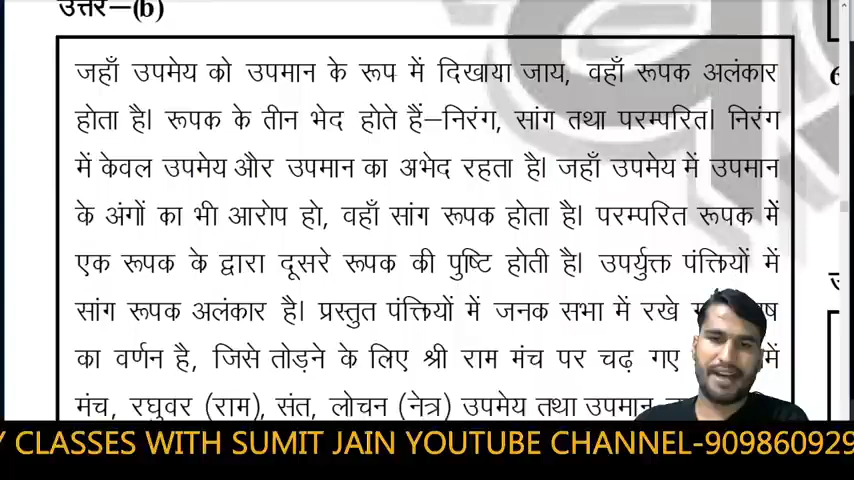 उत्तर–(b)
जहाँ उपमेय को उपमान के रूप में दिखाया जाय, वहाँ रूपक अलंकार
होता है। रूपक के तीन भेद होते हैं–निरंग, सांग तथा परम्परित। निरंग
में केवल उपमेय और उपमान का अभेद रहता है। जहाँ उपमेय में उपमान
के अंगों का भी आरोप हो, वहाँ सांग रूपक होता है। परम्परित रूपक में
एक रूपक के द्वारा दूसरे रूपक की पुष्टि होती है। उपर्युक्त पंक्तियों में
सांग रूपक अलंकार है। प्रस्तुत पंक्तियों में जनक सभा में रखे
का वर्णन है, जिसे तोड़ने के लिए श्री राम मंच पर चढ़ गए में
मंच, रघुवर (राम), संत, लोचन (नेत्र) उपमेय तथा उपमान
Y CLASSES WITH SUMIT JAIN YOUTUBE CHANNEL-909860929